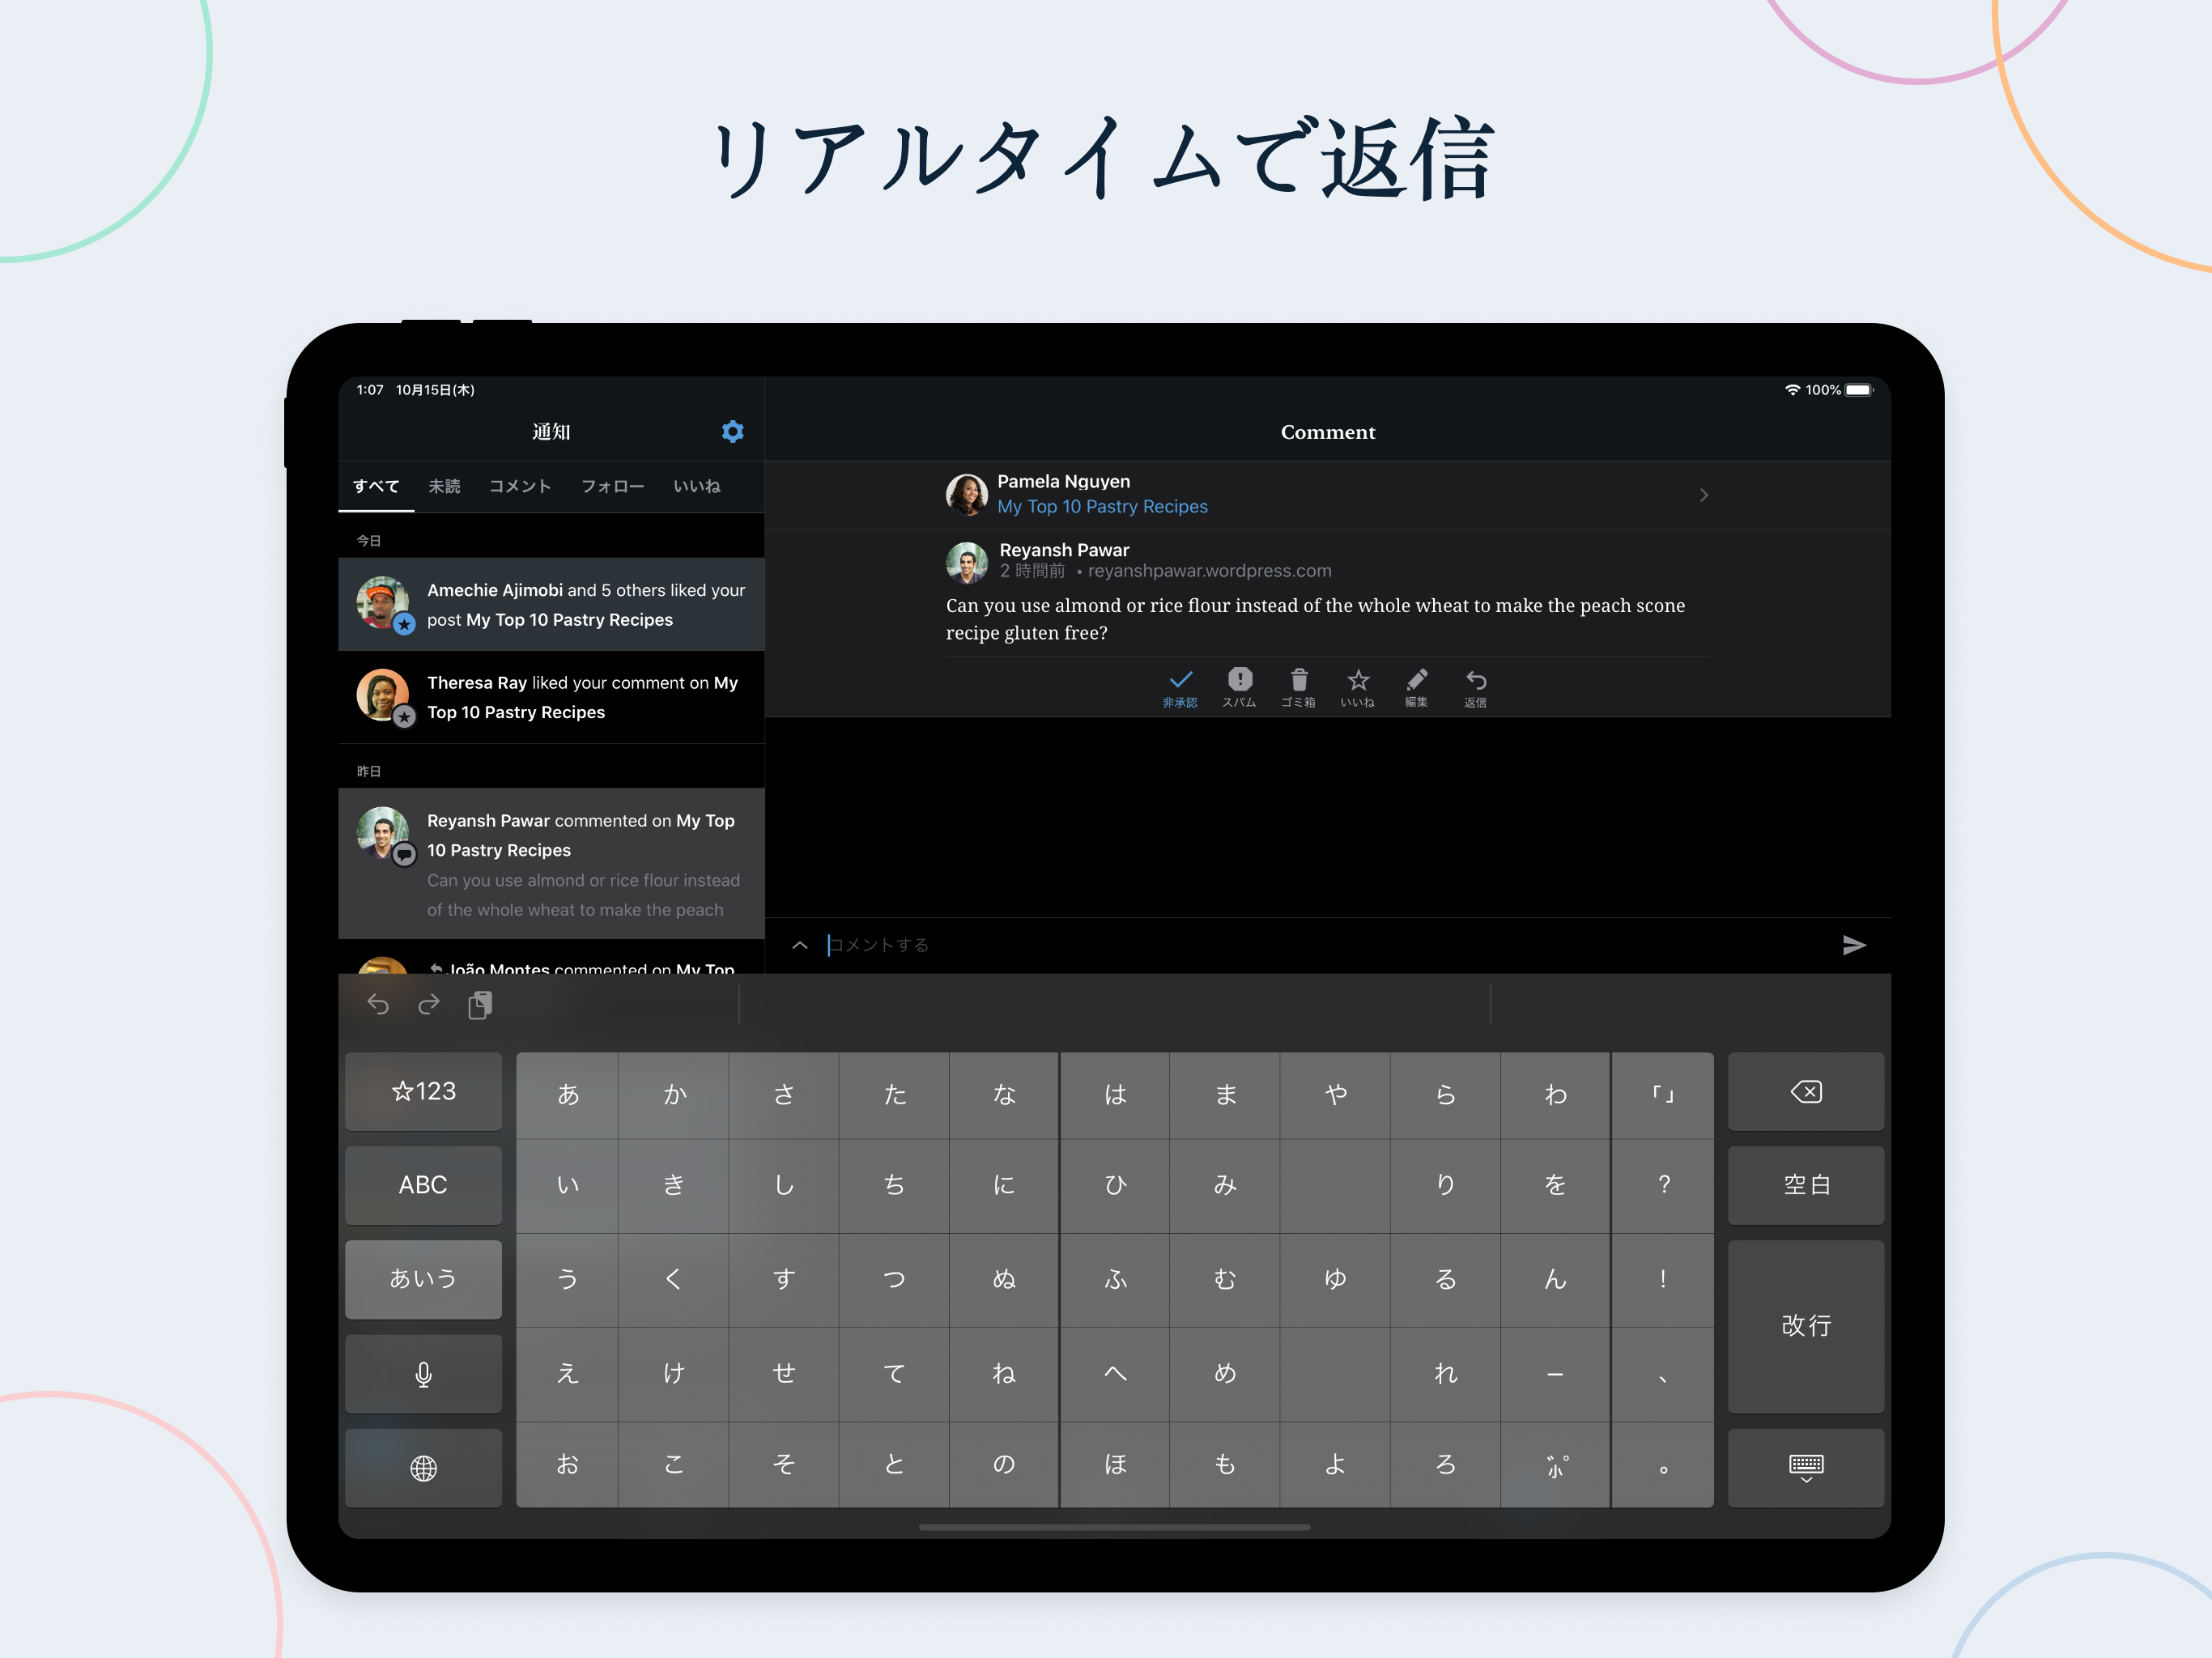 リアルタイムで返信
1:07 10月15日(木)
100%
通知
Comment
すべて 未読 コメント フォロー いいね
今日
Amechie Ajimobi and 5 others liked your
post My Top 10 Pastry Recipes
Theresa Ray liked your comment on My
Top 10 Pastry Recipes
昨日
Reyansh Pawar commented on My Top
10 Pastry Recipes
Can you use almond or rice flour instead
of the whole wheat to make the peach
João Montes commented on My Top
Pamela Nguyen
My Top 10 Pastry Recipes
Reyansh Pawar
2 時間前 • reyanshpawar.wordpress.com
Can you use almond or rice flour instead of the whole wheat to make the peach scone
recipe gluten free?
非承認 スパム ゴミ箱 いいね 編集 返信
コメントする
☆123 あ か さ た な は ま や ら わ 「」
ABC い き し ち に ひ み り を ? 空白
あいう う く す つ ぬ ふ む ゆ る ん ! 改行
え け せ て ね へ め れ ー 、
お こ そ と の ほ も よ ろ ゛゜小 。